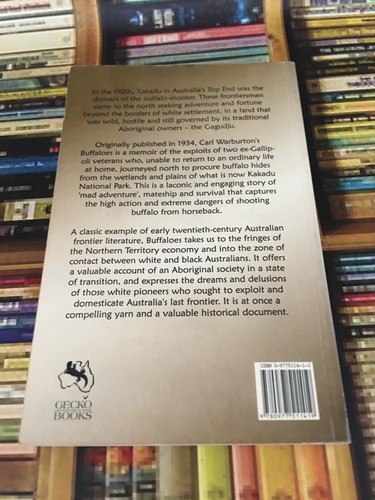 In the 1920s, Kakadu in Australia's Top End was the
domain of the buffalo-shooter. These frontiersmen
came to the north seeking adventure and fortune
beyond the borders of white settlement, in a land that
was wild, hostile and still governed by its traditional
Aboriginal owners – the Gagudju.
Originally published in 1934, Carl Warburton's
Buffaloes is a memoir of the exploits of two ex-Gallip-
oli veterans who, unable to return to an ordinary life
at home, journeyed north to procure buffalo hides
from the wetlands and plains of what is now Kakadu
National Park. This is a laconic and engaging story of
'mad adventure', mateship and survival that captures
the high action and extreme dangers of shooting
buffalo from horseback.
A classic example of early twentieth-century Australian
frontier literature, Buffaloes takes us to the fringes of
the Northern Territory economy and into the zone of
contact between white and black Australians. It offers
a valuable account of an Aboriginal society in a state
of transition, and expresses the dreams and delusions
of those white pioneers who sought to exploit and
domesticate Australia's last frontier. It is at once a
compelling yarn and a valuable historical document.
GECKO
BOOKS
ISBN 0-9775114-1-5
9780977511419